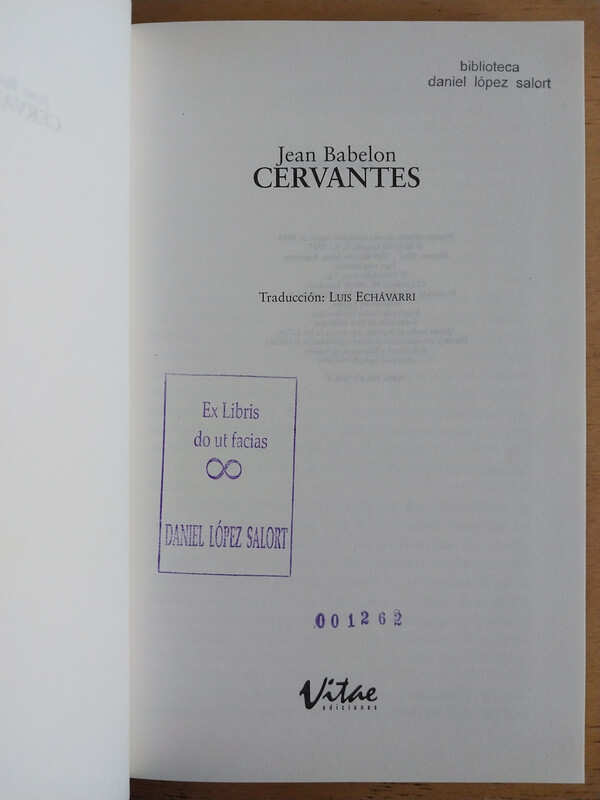 biblioteca
daniel lópez salort
Jean Babelon
CERVANTES
Traducción: LUIS ECHÁVARRI
Ex Libris
do ut facias
DANIEL LÓPEZ SALORT
001262
Vitae
ediciones